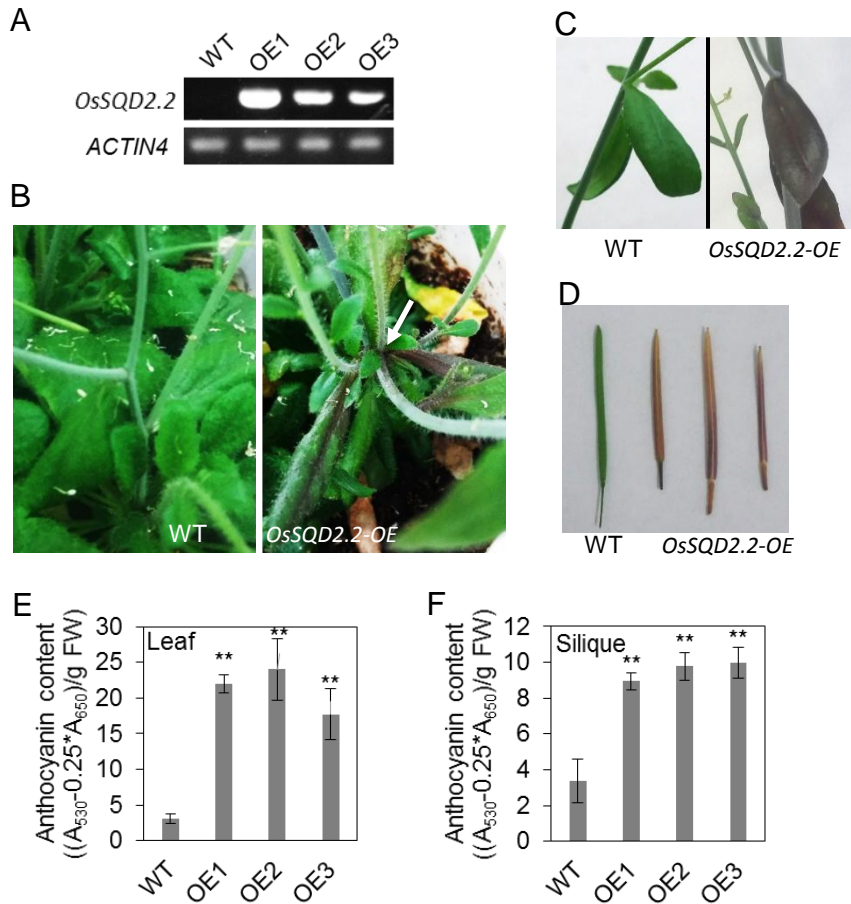 A
WT OE1 OE2 OE3
OsSQD2.2
ACTIN4
B
WT
OsSQD2.2-OE
C
WT
OsSQD2.2-OE
D
WT
OsSQD2.2-OE
E
Anthocyanin content
((A530-0.25*A650)/g FW)
30
25
20
15
10
5
0
Leaf
**
**
**
WT OE1 OE2 OE3
F
Anthocyanin content
((A530-0.25*A650)/g FW)
12
10
8
6
4
2
0
Silique
**
**
**
WT OE1 OE2 OE3